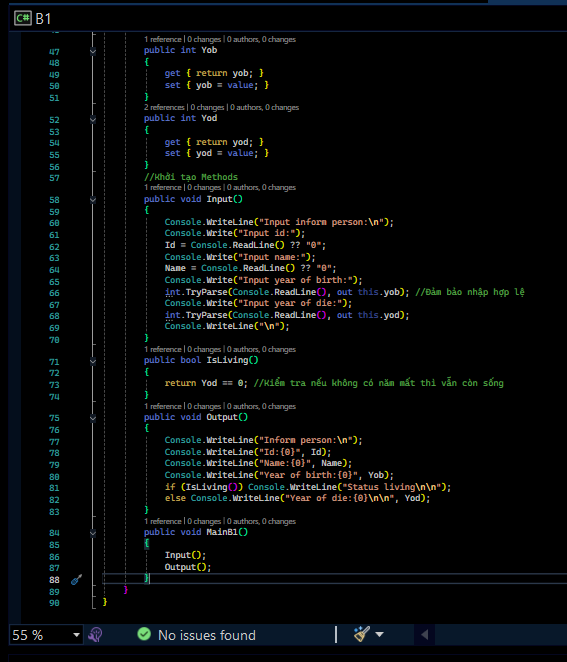 C# B1
1 reference | 0 changes | 0 authors, 0 changes
47 public int Yob
48 {
49 get { return yob; }
50 set { yob = value; }
51 }
2 references | 0 changes | 0 authors, 0 changes
52 public int Yod
53 {
54 get { return yod; }
55 set { yod = value; }
56 }
57 //Khởi tạo Methods
1 reference | 0 changes | 0 authors, 0 changes
58 public void Input()
59 {
60 Console.WriteLine("Input inform person:\n");
61 Console.Write("Input id:");
62 Id = Console.ReadLine() ?? "0";
63 Console.Write("Input name:");
64 Name = Console.ReadLine() ?? "0";
65 Console.Write("Input year of birth:");
66 int.TryParse(Console.ReadLine(), out this.yob); //Đảm bảo nhập hợp lệ
67 Console.Write("Input year of die:");
68 int.TryParse(Console.ReadLine(), out this.yod);
69 Console.WriteLine("\n");
70 }
1 reference | 0 changes | 0 authors, 0 changes
71 public bool IsLiving()
72 {
73 return Yod == 0; //Kiểm tra nếu không có năm mất thì vẫn còn sống
74 }
1 reference | 0 changes | 0 authors, 0 changes
75 public void Output()
76 {
77 Console.WriteLine("Inform person:\n");
78 Console.WriteLine("Id:{0}", Id);
79 Console.WriteLine("Name:{0}", Name);
80 Console.WriteLine("Year of birth:{0}", Yob);
81 if (IsLiving()) Console.WriteLine("Status living\n\n");
82 else Console.WriteLine("Year of die:{0}\n\n\n", Yod);
83 }
1 reference | 0 changes | 0 authors, 0 changes
84 public void MainB1()
85 {
86 Input();
87 Output();
88 }
89 }
90 }
55 % No issues found